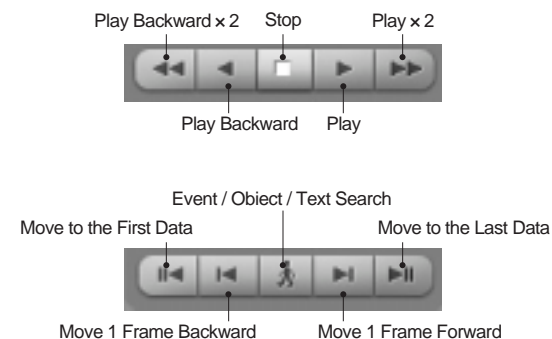 Play Backward × 2
Stop
Play × 2
Play Backward
Play
Event / Object / Text Search
Move to the First Data
Move to the Last Data
Move 1 Frame Backward
Move 1 Frame Forward